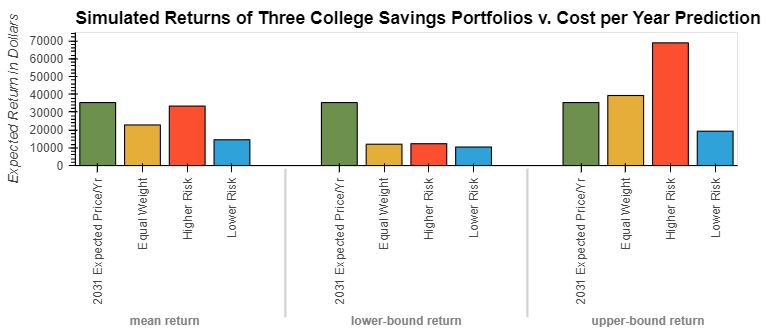 Simulated Returns of Three College Savings Portfolios v. Cost per Year Prediction
Expected Return in Dollars
70000
60000
50000
40000
30000
20000
10000
0
2031 Expected Price/Yr
Equal Weight
Higher Risk
Lower Risk
2031 Expected Price/Yr
Equal Weight
Higher Risk
Lower Risk
2031 Expected Price/Yr
Equal Weight
Higher Risk
Lower Risk
mean return
lower-bound return
upper-bound return